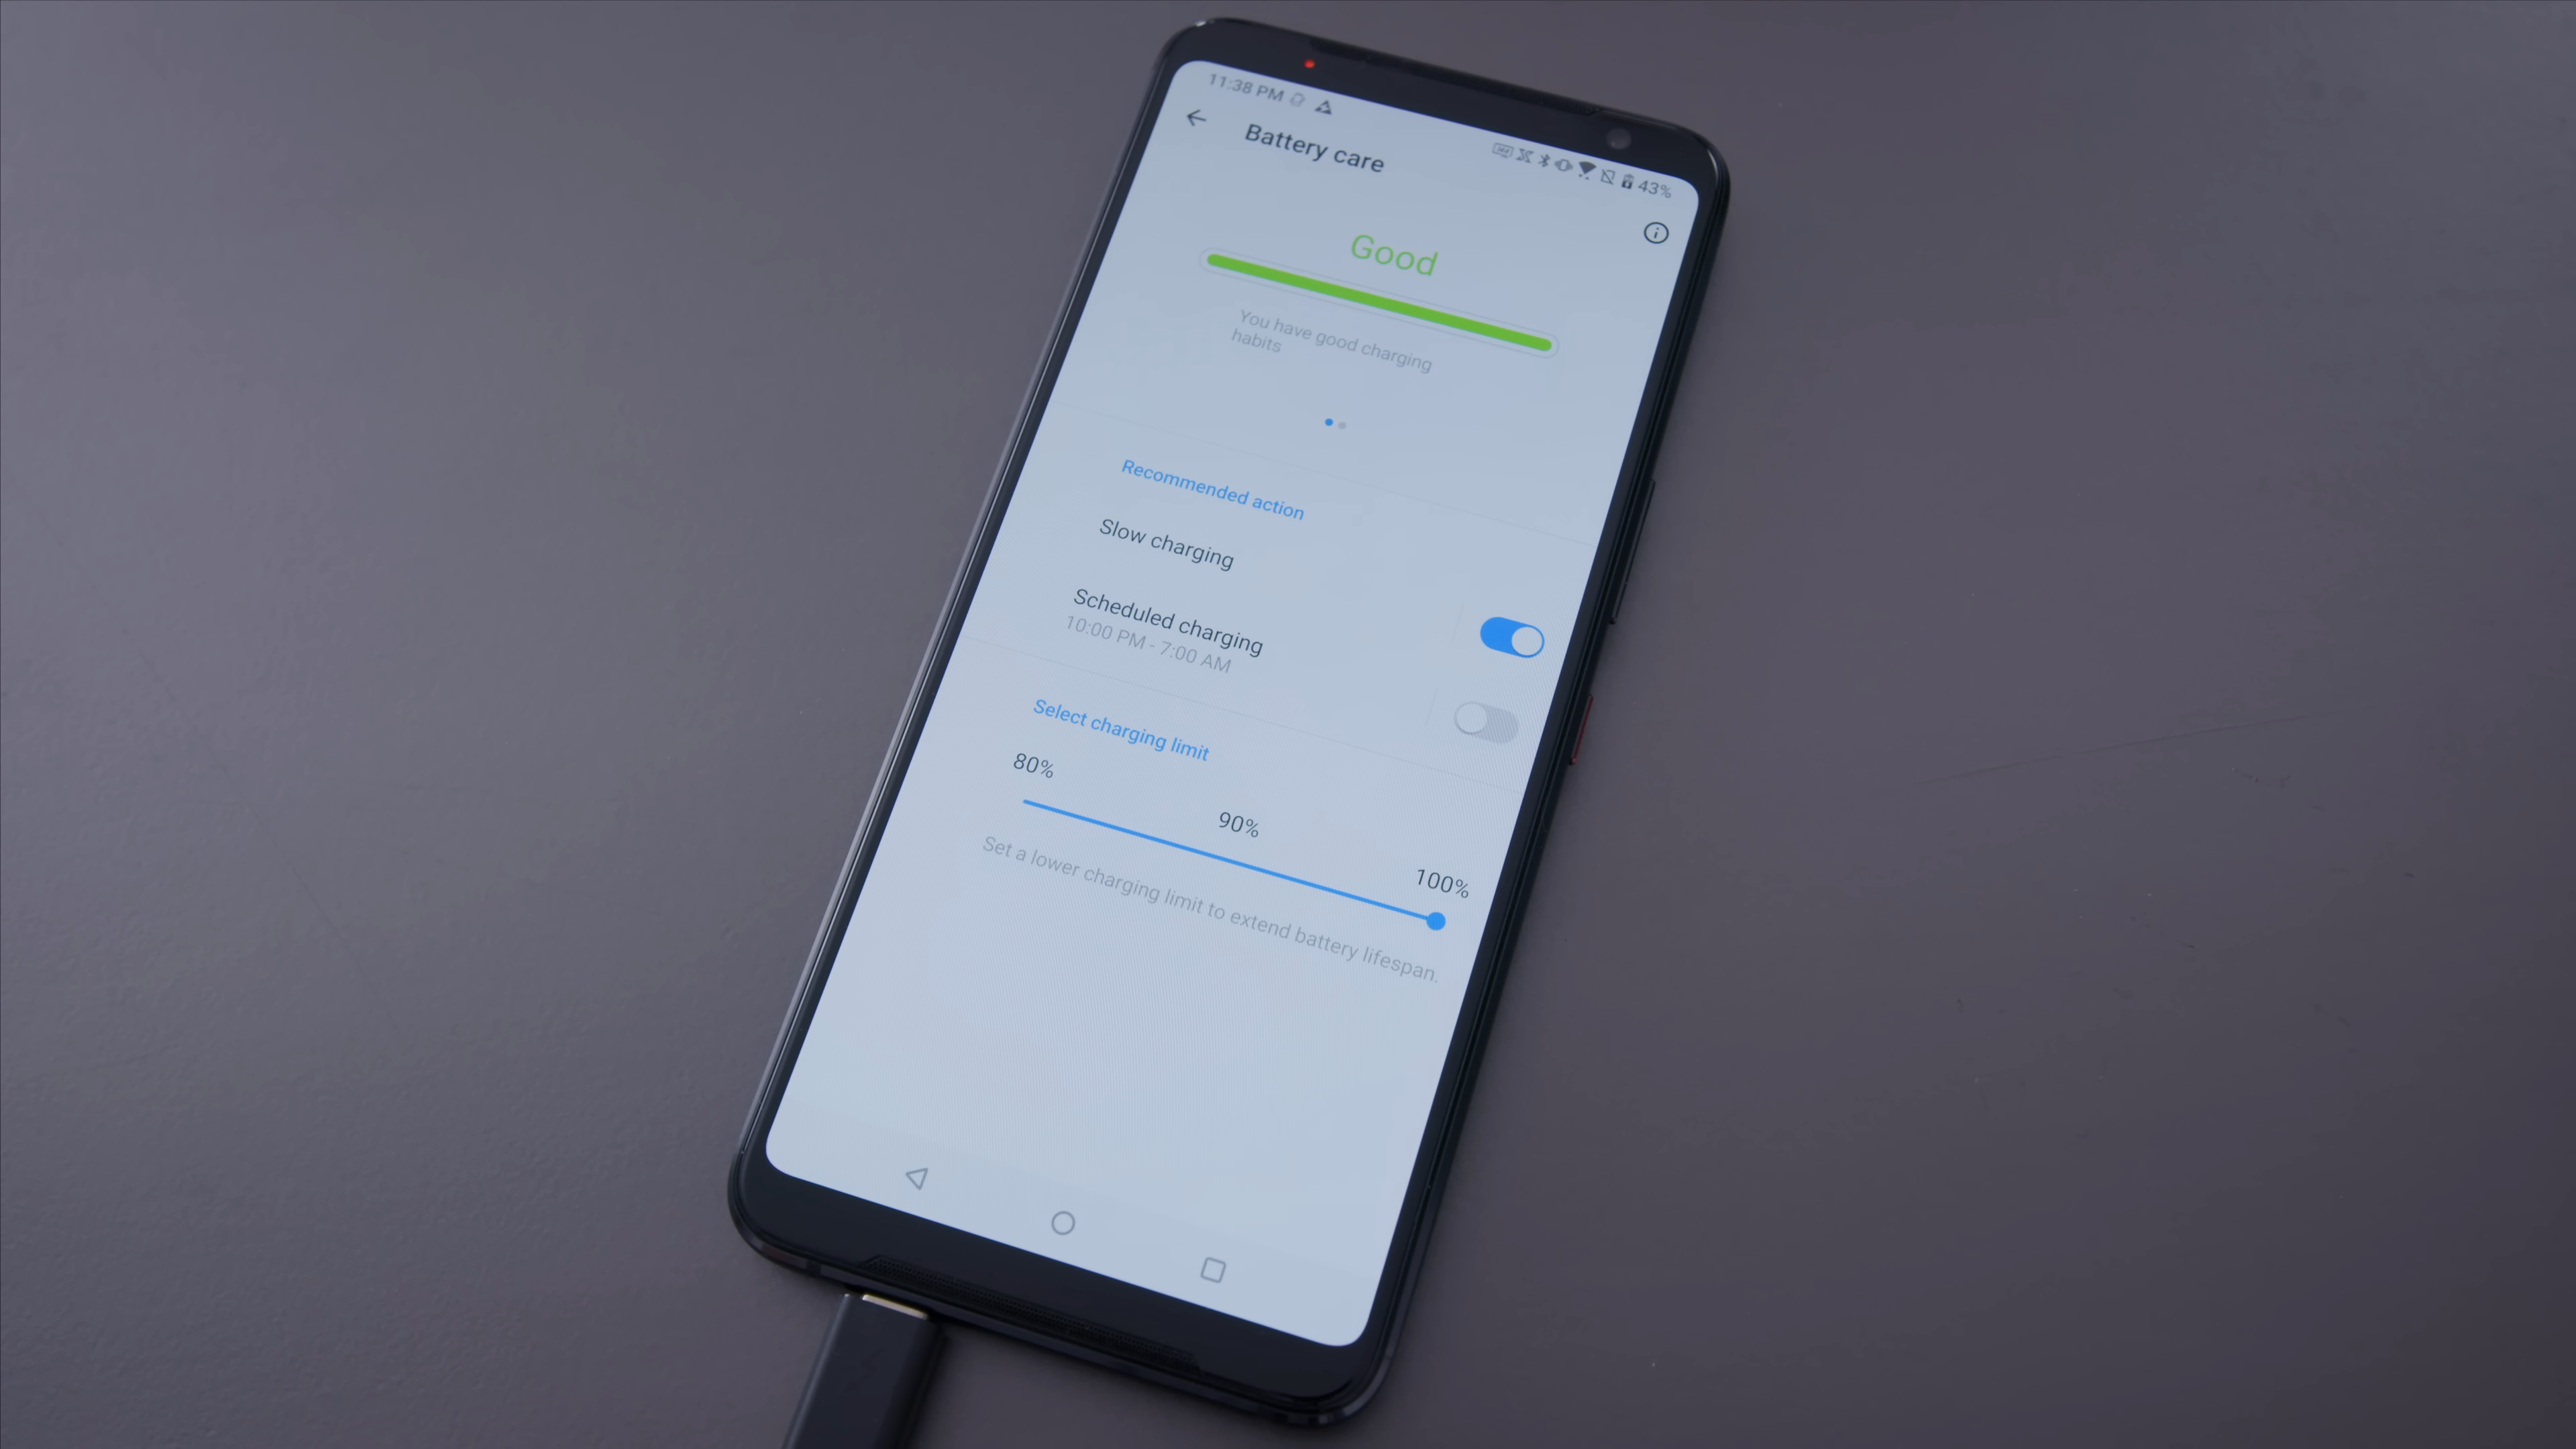 11:38 PM
43%
Battery care
Good
You have good charging
habits
Recommended action
Slow charging
Scheduled charging
10:00 PM - 7:00 AM
Select charging limit
80%
90%
100%
Set a lower charging limit to extend battery lifespan.